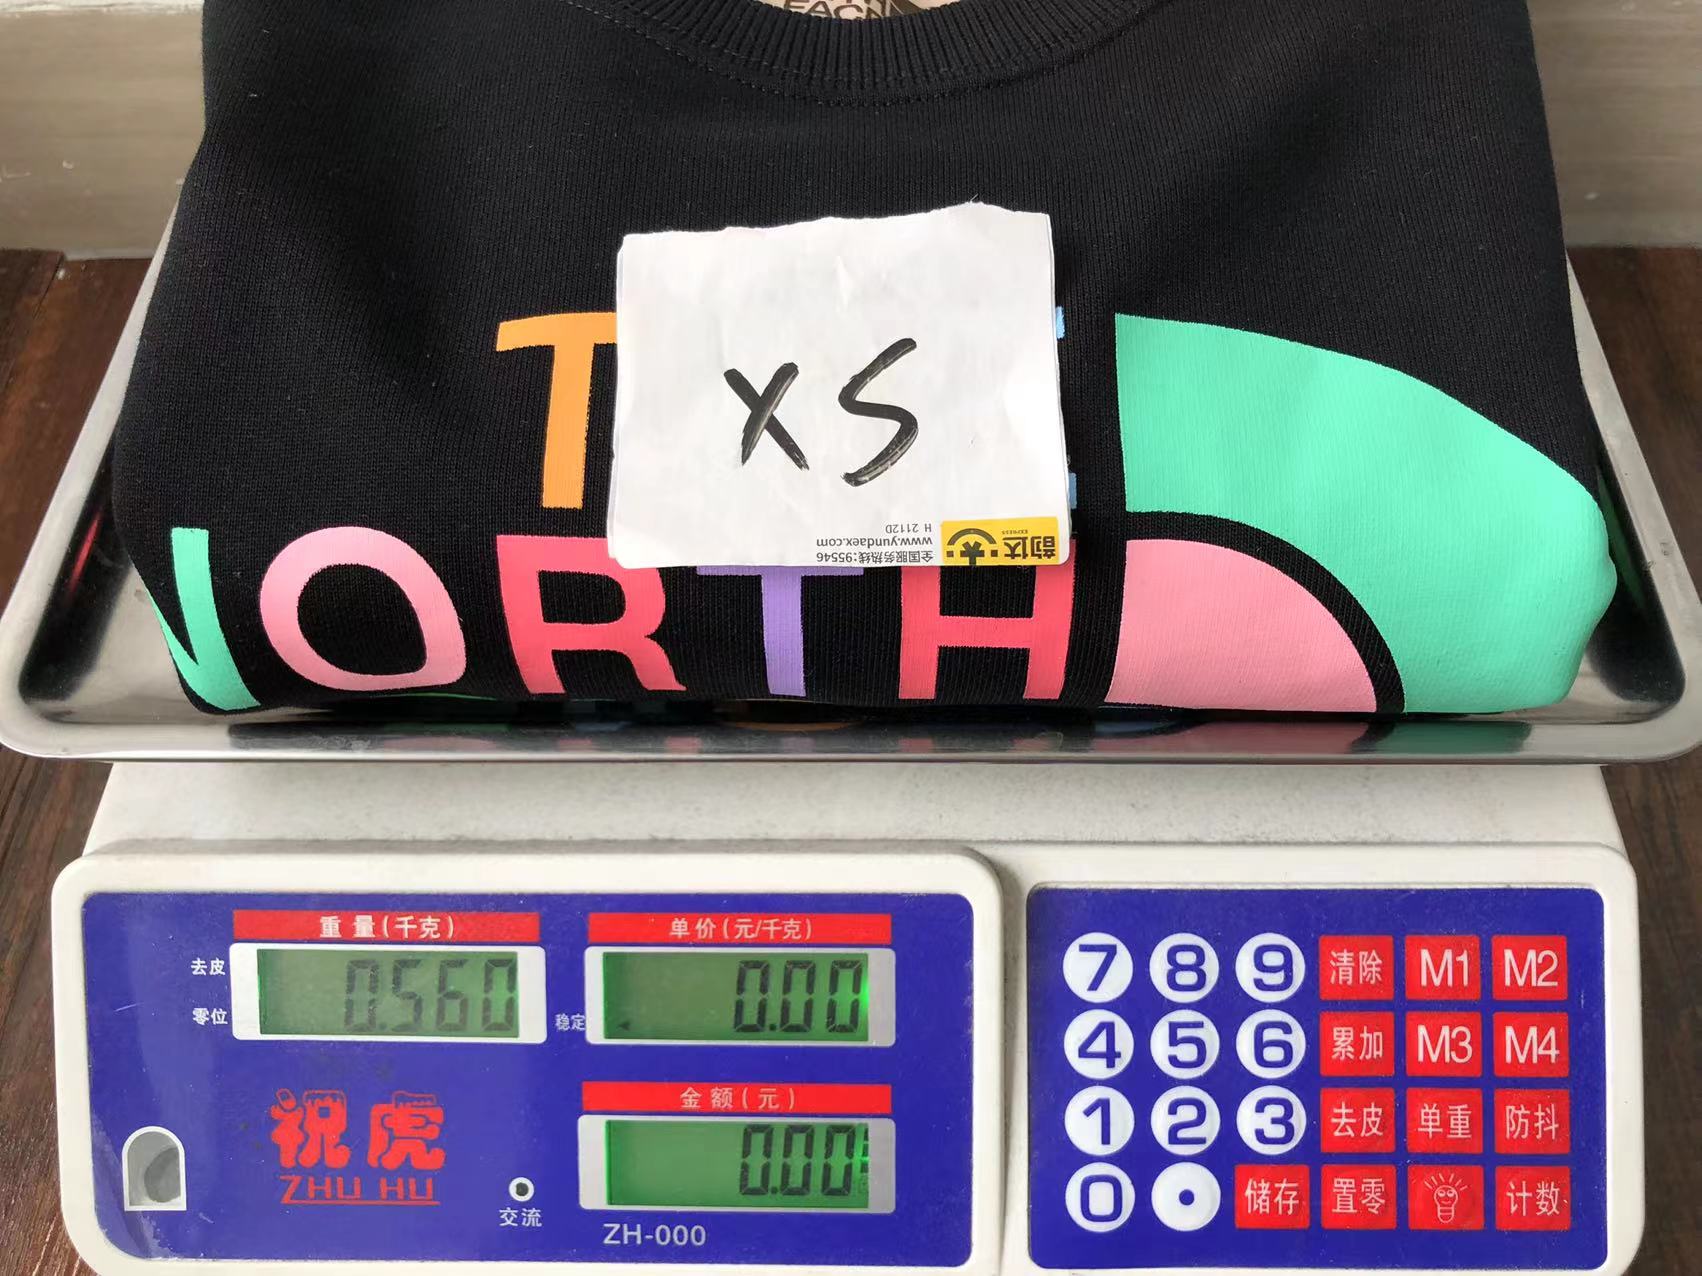 FACE
T
XS
全国服务热线:95546
www.yundaex.com
H 2112D
韵达
EXPRESS
NORTH
重量(千克)
单价(元/千克)
去皮
零位
0.560
稳定
0.00
金额(元)
0.00
祝虎
ZHU HU
交流
ZH-000
7 8 9 清除 M1 M2
4 5 6 累加 M3 M4
1 2 3 去皮 单重 防抖
0 . 储存 置零 计数